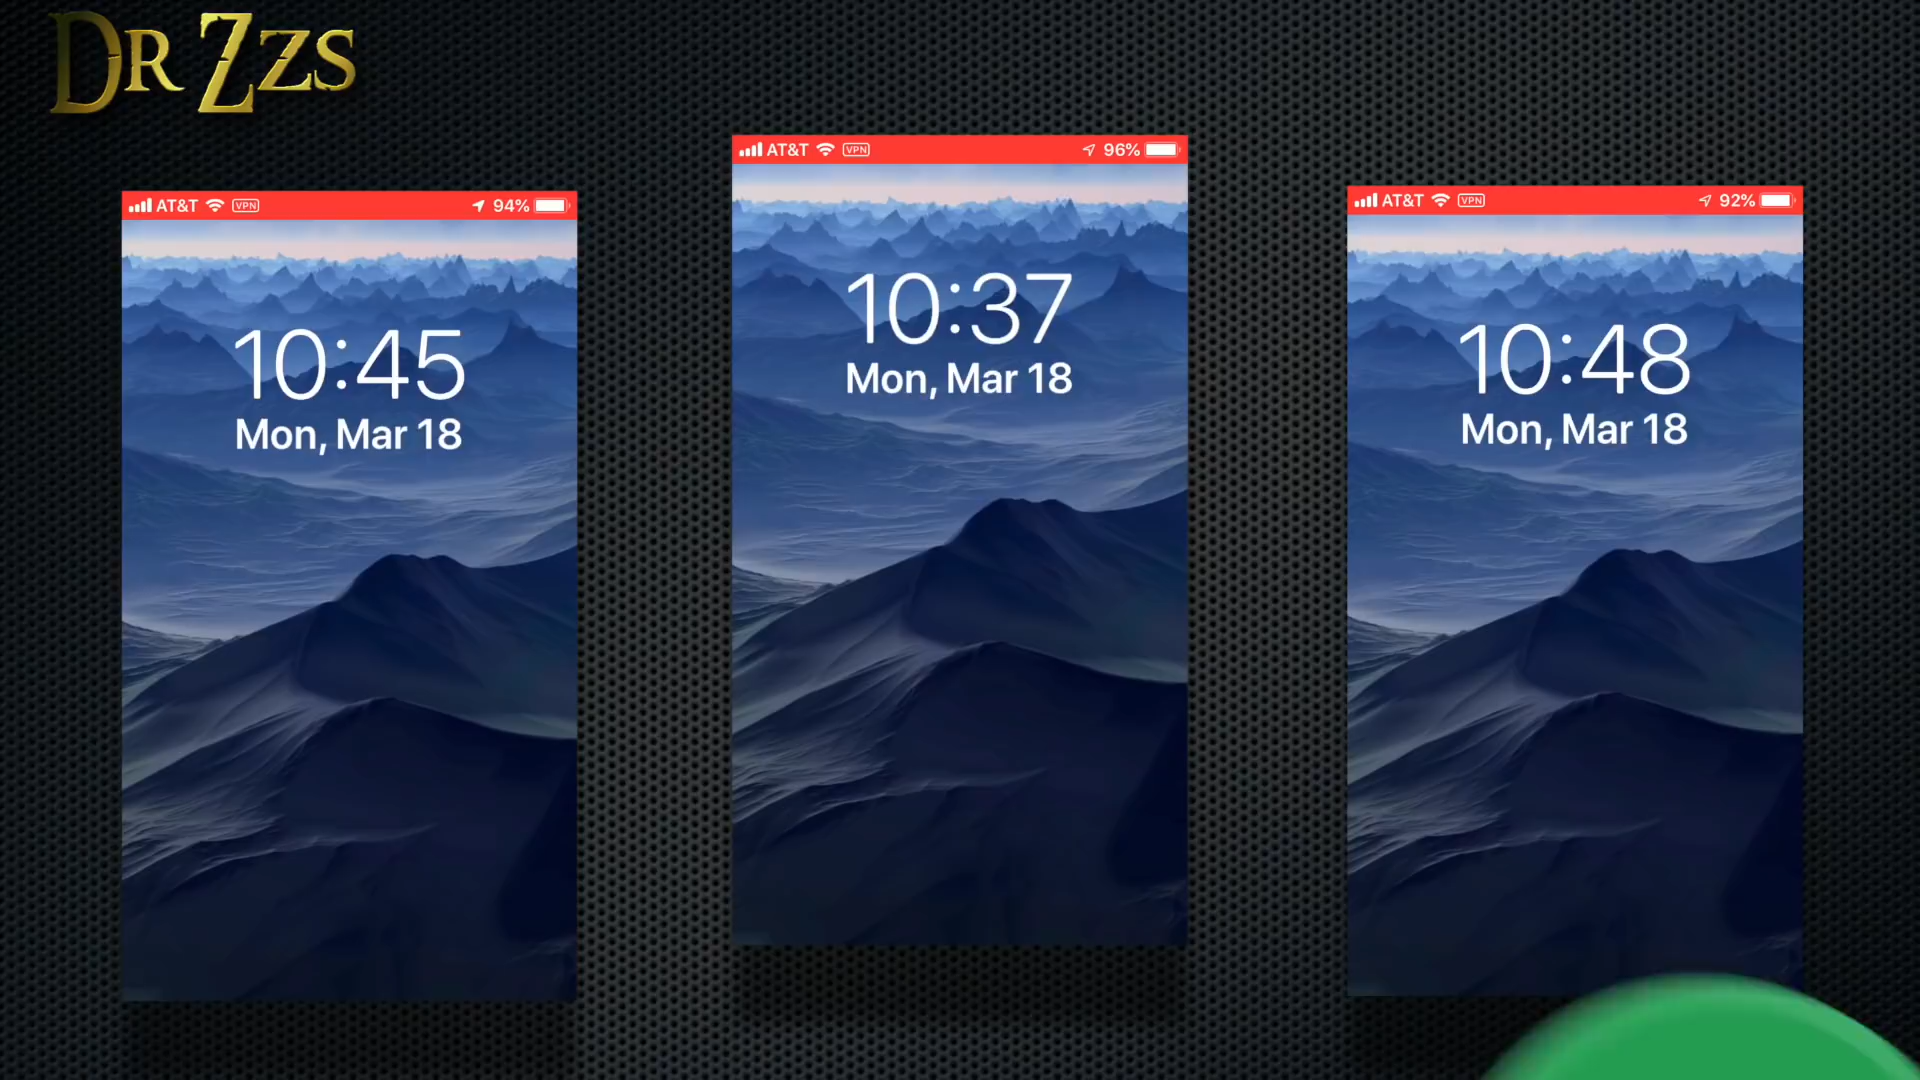 DR ZZS
AT&T VPN 94%
10:45
Mon, Mar 18
AT&T VPN 96%
10:37
Mon, Mar 18
AT&T VPN 92%
10:48
Mon, Mar 18